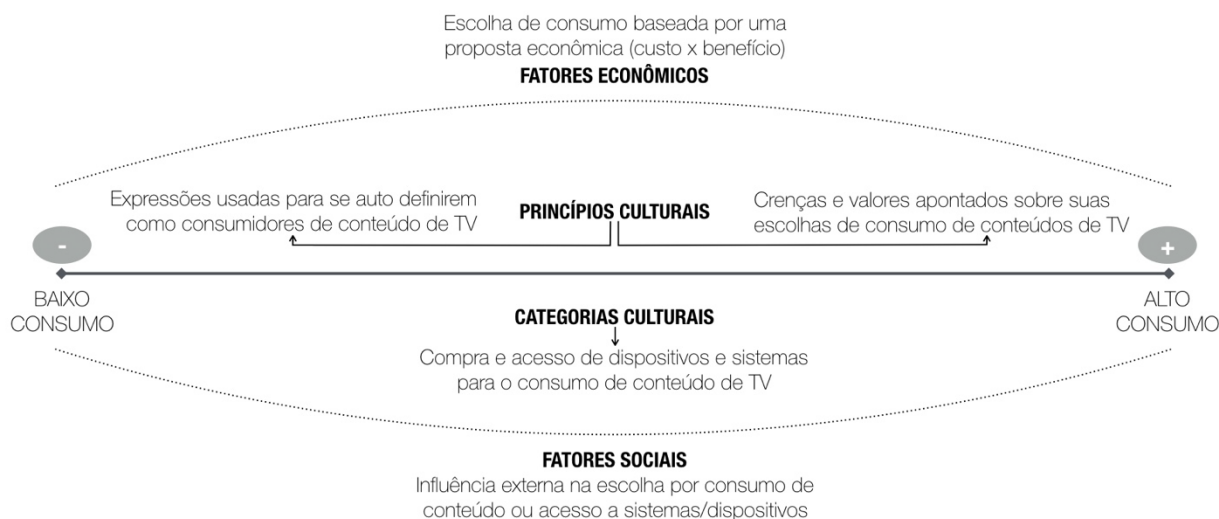 Escolha de consumo baseada por uma
proposta econômica (custo x benefício)
FATORES ECONÔMICOS
Expressões usadas para se auto definirem
como consumidores de conteúdo de TV
PRINCÍPIOS CULTURAIS
Crenças e valores apontados sobre suas
escolhas de consumo de conteúdos de TV
-
+
BAIXO
CONSUMO
ALTO
CONSUMO
CATEGORIAS CULTURAIS
Compra e acesso de dispositivos e sistemas
para o consumo de conteúdo de TV
FATORES SOCIAIS
Influência externa na escolha por consumo de
conteúdo ou acesso a sistemas/dispositivos